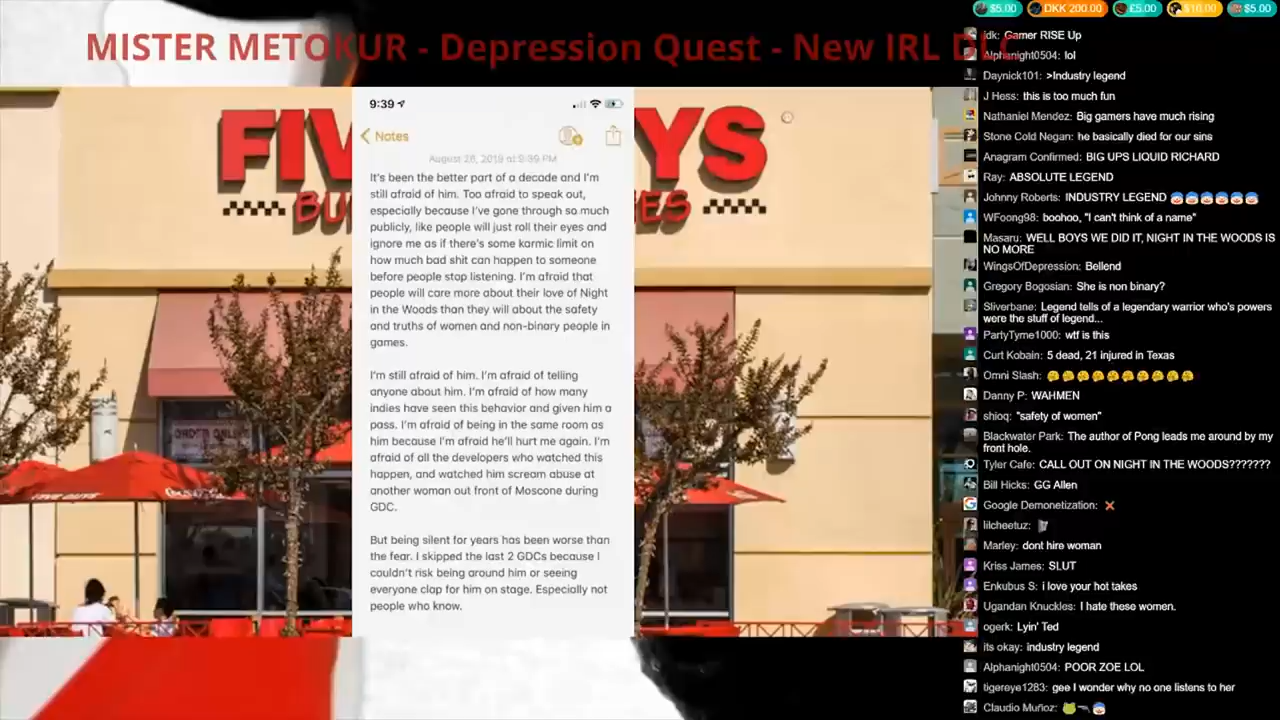 $5.00
DKK 200.00
£5.00
$10.00
$5.00
MISTER METOKUR - Depression Quest - New IRL DLC
FIV
YS
BU
ES
ORDER ONLINE
FIVE GUYS
9:39
Notes
August 26, 2019 at 9:39 PM
It's been the better part of a decade and I'm
still afraid of him. Too afraid to speak out,
especially because I've gone through so much
publicly, like people will just roll their eyes and
ignore me as if there's some karmic limit on
how much bad shit can happen to someone
before people stop listening. I'm afraid that
people will care more about their love of Night
in the Woods than they will about the safety
and truths of women and non-binary people in
games.
I'm still afraid of him. I'm afraid of telling
anyone about him. I'm afraid of how many
indies have seen this behavior and given him a
pass. I'm afraid of being in the same room as
him because I'm afraid he'll hurt me again. I'm
afraid of all the developers who watched this
happen, and watched him scream abuse at
another woman out front of Moscone during
GDC.
But being silent for years has been worse than
the fear. I skipped the last 2 GDCs because I
couldn't risk being around him or seeing
everyone clap for him on stage. Especially not
people who know.
jdk: Gamer RISE Up
Alphanight0504: lol
Daynick101: >Industry legend
J Hess: this is too much fun
Nathaniel Mendez: Big gamers have much rising
Stone Cold Negan: he basically died for our sins
Anagram Confirmed: BIG UPS LIQUID RICHARD
Ray: ABSOLUTE LEGEND
Johnny Roberts: INDUSTRY LEGEND 🤡🤡🤡🤡🤡🤡
WFoong98: boohoo, "I can't think of a name"
Masaru: WELL BOYS WE DID IT, NIGHT IN THE WOODS IS
NO MORE
WingsOfDepression: Bellend
Gregory Bogosian: She is non binary?
Sliverbane: Legend tells of a legendary warrior who's powers
were the stuff of legend...
PartyTyme1000: wtf is this
Curt Kobain: 5 dead, 21 injured in Texas
Omni Slash: 🤔🤔🤔🤔🤔🤔🤔🤔🤔🤔
Danny P: WAHMEN
shioq: "safety of women"
Blackwater Park: The author of Pong leads me around by my
front hole.
Tyler Cafe: CALL OUT ON NIGHT IN THE WOODS???????
Bill Hicks: GG Allen
Google Demonetization: ❌
lilcheetuz:
Marley: dont hire woman
Kriss James: SLUT
Enkubus S: i love your hot takes
Ugandan Knuckles: I hate these women.
ogerk: Lyin' Ted
its okay: industry legend
Alphanight0504: POOR ZOE LOL
tigereye1283: gee I wonder why no one listens to her
Claudio Muñoz: 🐸🔫🤡